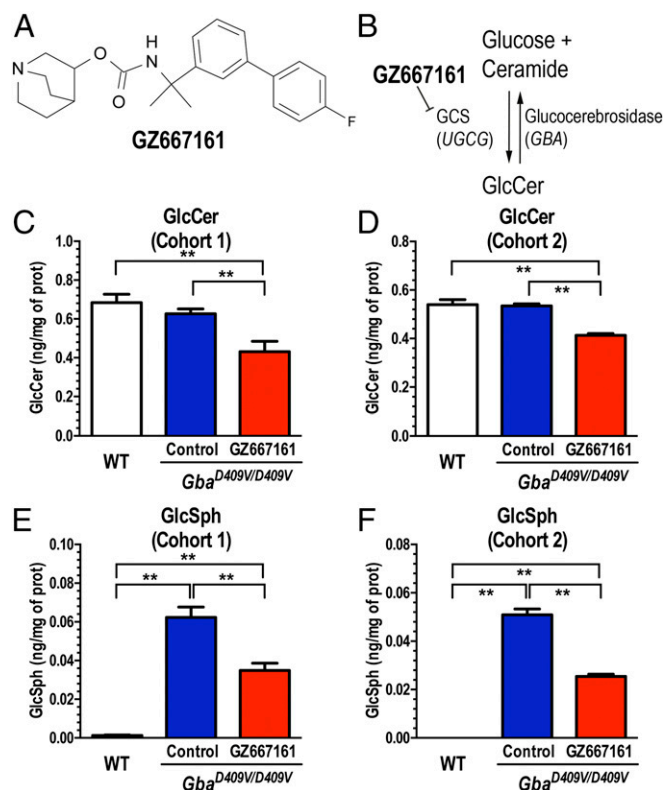 A
N
O
O
H
N
F
GZ667161
B
Glucose +
Ceramide
GZ667161
GCS
(UGCG)
Glucocerebrosidase
(GBA)
GlcCer
C
GlcCer
(Cohort 1)
GlcCer (ng/mg of prot)
1.0
0.8
0.6
0.4
0.2
0.0
**
**
WT
Control
GZ667161
Gba^D409V/D409V
D
GlcCer
(Cohort 2)
GlcCer (ng/mg of prot)
0.8
0.6
0.4
0.2
0.0
**
**
WT
Control
GZ667161
Gba^D409V/D409V
E
GlcSph
(Cohort 1)
GlcSph (ng/mg of prot)
0.10
0.08
0.06
0.04
0.02
0.00
**
**
**
WT
Control
GZ667161
Gba^D409V/D409V
F
GlcSph
(Cohort 2)
GlcSph (ng/mg of prot)
0.08
0.06
0.04
0.02
0.00
**
**
**
WT
Control
GZ667161
Gba^D409V/D409V